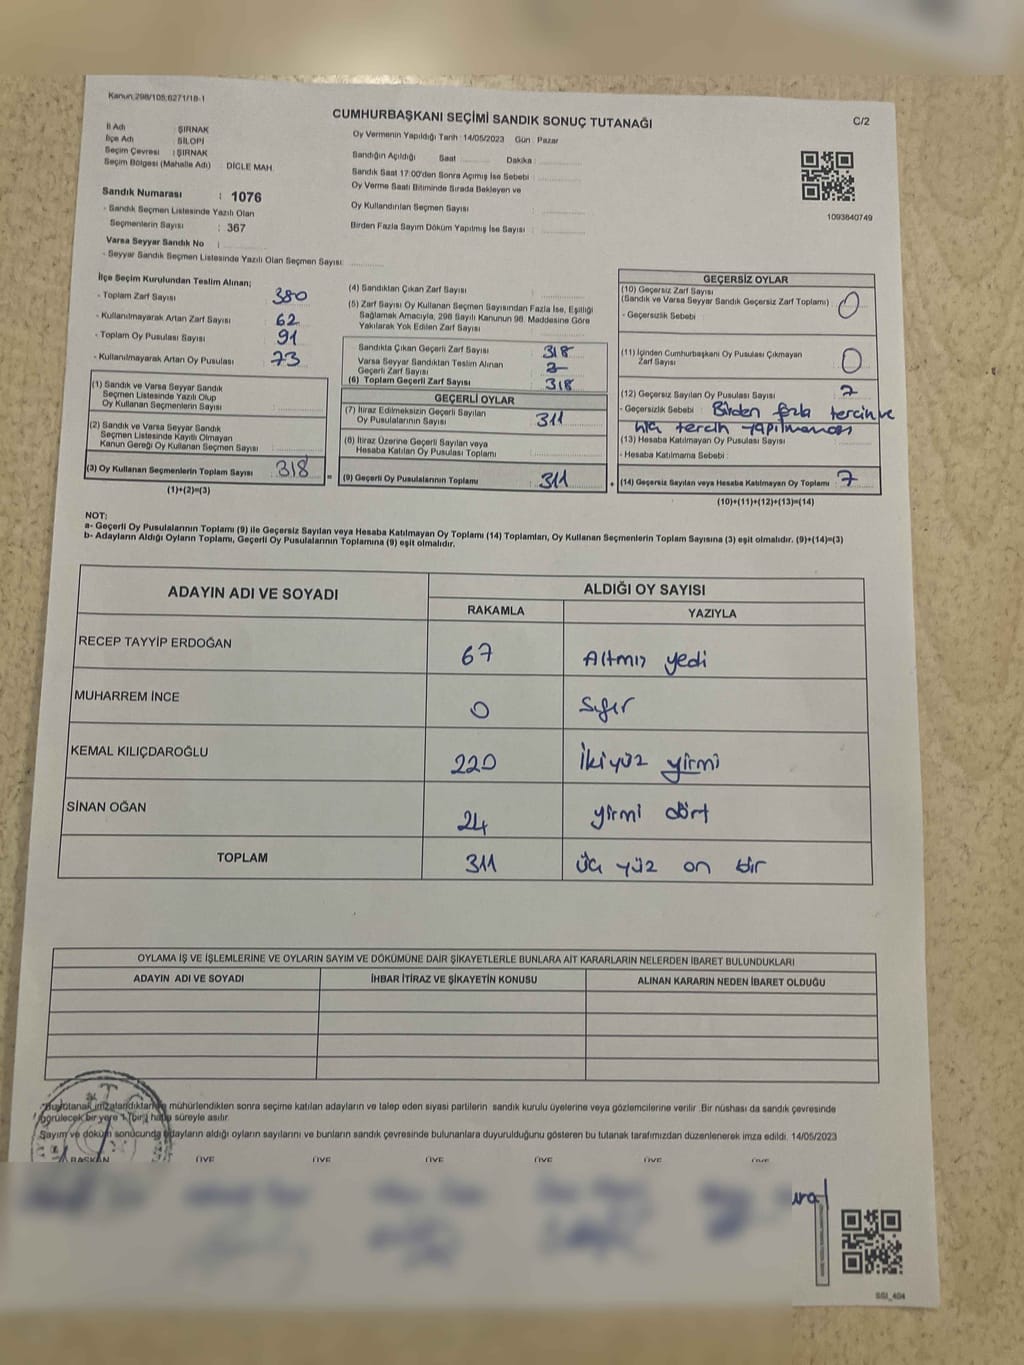 Kanun:298/105;6271/18-1
CUMHURBAŞKANI SEÇİMİ SANDIK SONUÇ TUTANAĞI
C/2
İl Adı : ŞIRNAK
İlçe Adı : SİLOPİ
Seçim Çevresi : ŞIRNAK
Seçim Bölgesi (Mahalle Adı) : DİCLE MAH.
Sandık Numarası : 1076
- Sandık Seçmen Listesinde Yazılı Olan
Seçmenlerin Sayısı : 367
Varsa Seyyar Sandık No :
- Seyyar Sandık Seçmen Listesinde Yazılı Olan Seçmen Sayısı:
Oy Vermenin Yapıldığı Tarih : 14/05/2023 Gün : Pazar
Sandığın Açıldığı Saat Dakika
Sandık Saat 17:00'den Sonra Açımış İse Sebebi :
Oy Verme Saati Bitiminde Sırada Bekleyen ve
Oy Kullandırılan Seçmen Sayısı :
Birden Fazla Sayım Döküm Yapılmış İse Sayısı :
1093840749
İlçe Seçim Kurulundan Teslim Alınan;
- Toplam Zarf Sayısı 380
- Kullanılmayarak Artan Zarf Sayısı : 62
- Toplam Oy Pusulası Sayısı : 91
- Kullanılmayarak Artan Oy Pusulası : 73
(1) Sandık ve Varsa Seyyar Sandık
Seçmen Listesinde Yazılı Olup
Oy Kullanan Seçmenlerin Sayısı :
(2) Sandık ve Varsa Seyyar Sandık
Seçmen Listesinde Kayıtlı Olmayan
Kanun Gereği Oy Kullanan Seçmen Sayısı :
(3) Oy Kullanan Seçmenlerin Toplam Sayısı : 318
(1)+(2)=(3)
(4) Sandıktan Çıkan Zarf Sayısı :
(5) Zarf Sayısı Oy Kullanan Seçmen Sayısından Fazla İse, Eşitliği
Sağlamak Amacıyla, 298 Sayılı Kanunun 98. Maddesine Göre
Yakılarak Yok Edilen Zarf Sayısı :
Sandıkta Çıkan Geçerli Zarf Sayısı : 318
Varsa Seyyar Sandıktan Teslim Alınan
Geçerli Zarf Sayısı :
(6) Toplam Geçerli Zarf Sayısı : 318
GEÇERLİ OYLAR
(7) İtiraz Edilmeksizin Geçerli Sayılan
Oy Pusulalarının Sayısı : 311
(8) İtiraz Üzerine Geçerli Sayılan veya
Hesaba Katılan Oy Pusulası Toplamı :
(9) Geçerli Oy Pusulalarının Toplamı : 311
GEÇERSİZ OYLAR
(10) Geçersiz Zarf Sayısı
(Sandık ve Varsa Seyyar Sandık Geçersiz Zarf Toplamı) : 0
- Geçersizlik Sebebi :
(11) İçinden Cumhurbaşkanı Oy Pusulası Çıkmayan
Zarf Sayısı : 0
(12) Geçersiz Sayılan Oy Pusulası Sayısı : 7
- Geçersizlik Sebebi : Birden fazla tercih ve
hiç tercih yapılmaması
(13) Hesaba Katılmayan Oy Pusulası Sayısı :
- Hesaba Katılmama Sebebi :
(14) Geçersiz Sayılan veya Hesaba Katılmayan Oy Toplamı : 7
(10)+(11)+(12)+(13)=(14)
NOT:
a- Geçerli Oy Pusulalarının Toplamı (9) ile Geçersiz Sayılan veya Hesaba Katılmayan Oy Toplamı (14) Toplamları, Oy Kullanan Seçmenlerin Toplam Sayısına (3) eşit olmalıdır. (9)+(14)=(3)
b- Adayların Aldığı Oyların Toplamı, Geçerli Oy Pusulalarının Toplamına (9) eşit olmalıdır.
ADAYIN ADI VE SOYADI ALDIĞI OY SAYISI
RAKAMLA YAZIYLA
RECEP TAYYİP ERDOĞAN 67 Altmış yedi
MUHARREM İNCE 0 Sıfır
KEMAL KILIÇDAROĞLU 220 İkiyüz yirmi
SİNAN OĞAN 24 yirmi dört
TOPLAM 311 Üç yüz on bir
OYLAMA İŞ VE İŞLEMLERİNE VE OYLARIN SAYIM VE DÖKÜMÜNE DAİR ŞİKAYETLERLE BUNLARA AİT KARARLARIN NELERDEN İBARET BULUNDUKLARI
ADAYIN ADI VE SOYADI İHBAR İTİRAZ VE ŞİKAYETİN KONUSU ALINAN KARARIN NEDEN İBARET OLDUĞU
mühürlendikten sonra seçime katılan adayların ve talep eden siyasi partilerin sandık kurulu üyelerine veya gözlemcilerine verilir. Bir nüshası da sandık çevresinde
görülecek bir yere 1 (bir) hafta süreyle asılır.
Sayım ve döküm sonucunda adayların aldığı oyların sayılarını ve bunların sandık çevresinde bulunanlara duyurulduğunu gösteren bu tutanak tarafımızdan düzenlenerek imza edildi. 14/05/2023
BAŞKAN ÜYE ÜYE ÜYE ÜYE ÜYE ÜYE